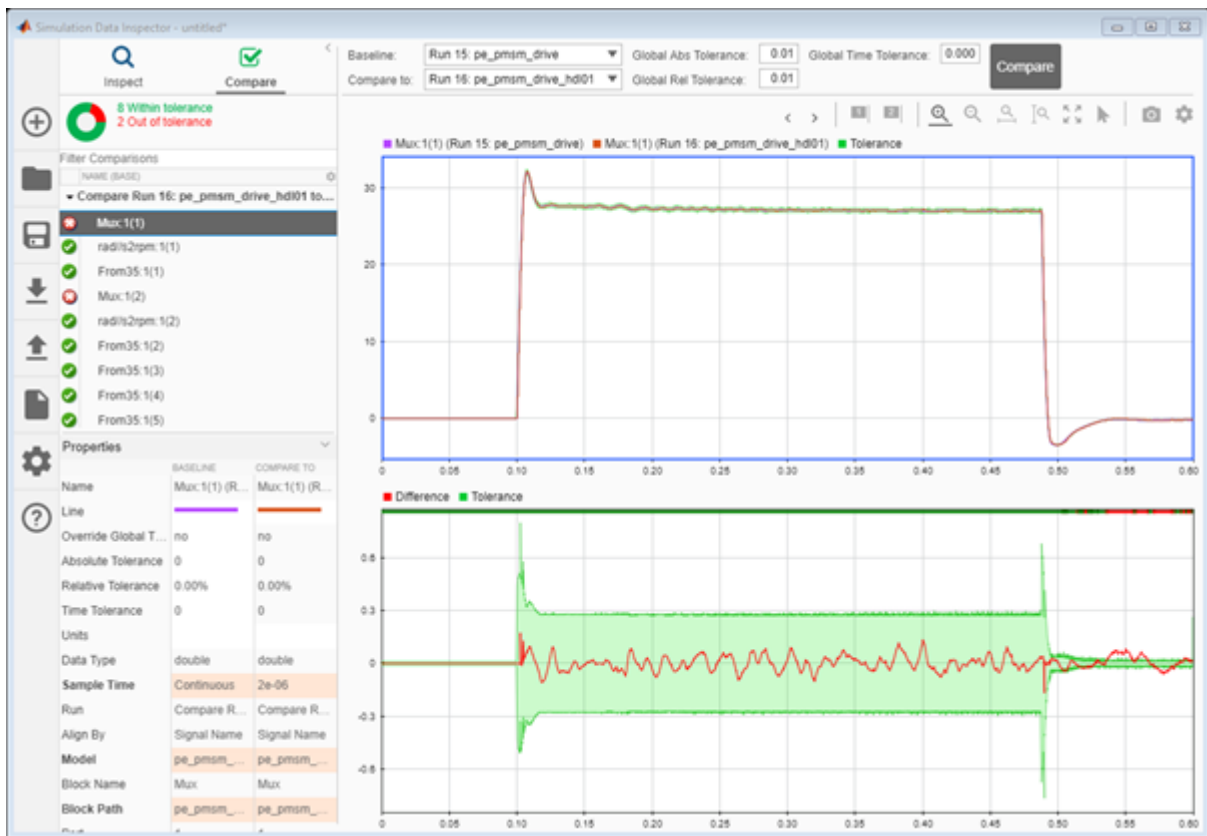 Simulation Data Inspector - untitled*
Inspect
Compare
8 Within tolerance
2 Out of tolerance
Filter Comparisons
NAME (BASE)
Compare Run 16: pe_pmsm_drive_hdl01 to....
Mux:1(1)
rad//s2rpm:1(1)
From35:1(1)
Mux:1(2)
rad//s2rpm:1(2)
From35:1(2)
From35:1(3)
From35:1(4)
From35:1(5)
Properties
BASELINE COMPARE TO
Name Mux:1(1) (R... Mux:1(1) (R...
Line
Override Global T... no no
Absolute Tolerance 0 0
Relative Tolerance 0.00% 0.00%
Time Tolerance 0 0
Units
Data Type double double
Sample Time Continuous 2e-06
Run Compare R... Compare R...
Align By Signal Name Signal Name
Model pe_pmsm_... pe_pmsm_...
Block Name Mux Mux
Block Path pe_pmsm_... pe_pmsm_...
Baseline: Run 15: pe_pmsm_drive Global Abs Tolerance: 0.01 Global Time Tolerance: 0.000
Compare to: Run 16: pe_pmsm_drive_hdl01 Global Rel Tolerance: 0.01
Compare
1 2
Mux:1(1) (Run 15: pe_pmsm_drive) Mux:1(1) (Run 16: pe_pmsm_drive_hdl01) Tolerance
30
20
10
0
0 0.05 0.10 0.15 0.20 0.25 0.30 0.35 0.40 0.45 0.50 0.55 0.60
Difference Tolerance
0.6
0.3
0
-0.3
-0.6
0 0.05 0.10 0.15 0.20 0.25 0.30 0.35 0.40 0.45 0.50 0.55 0.60